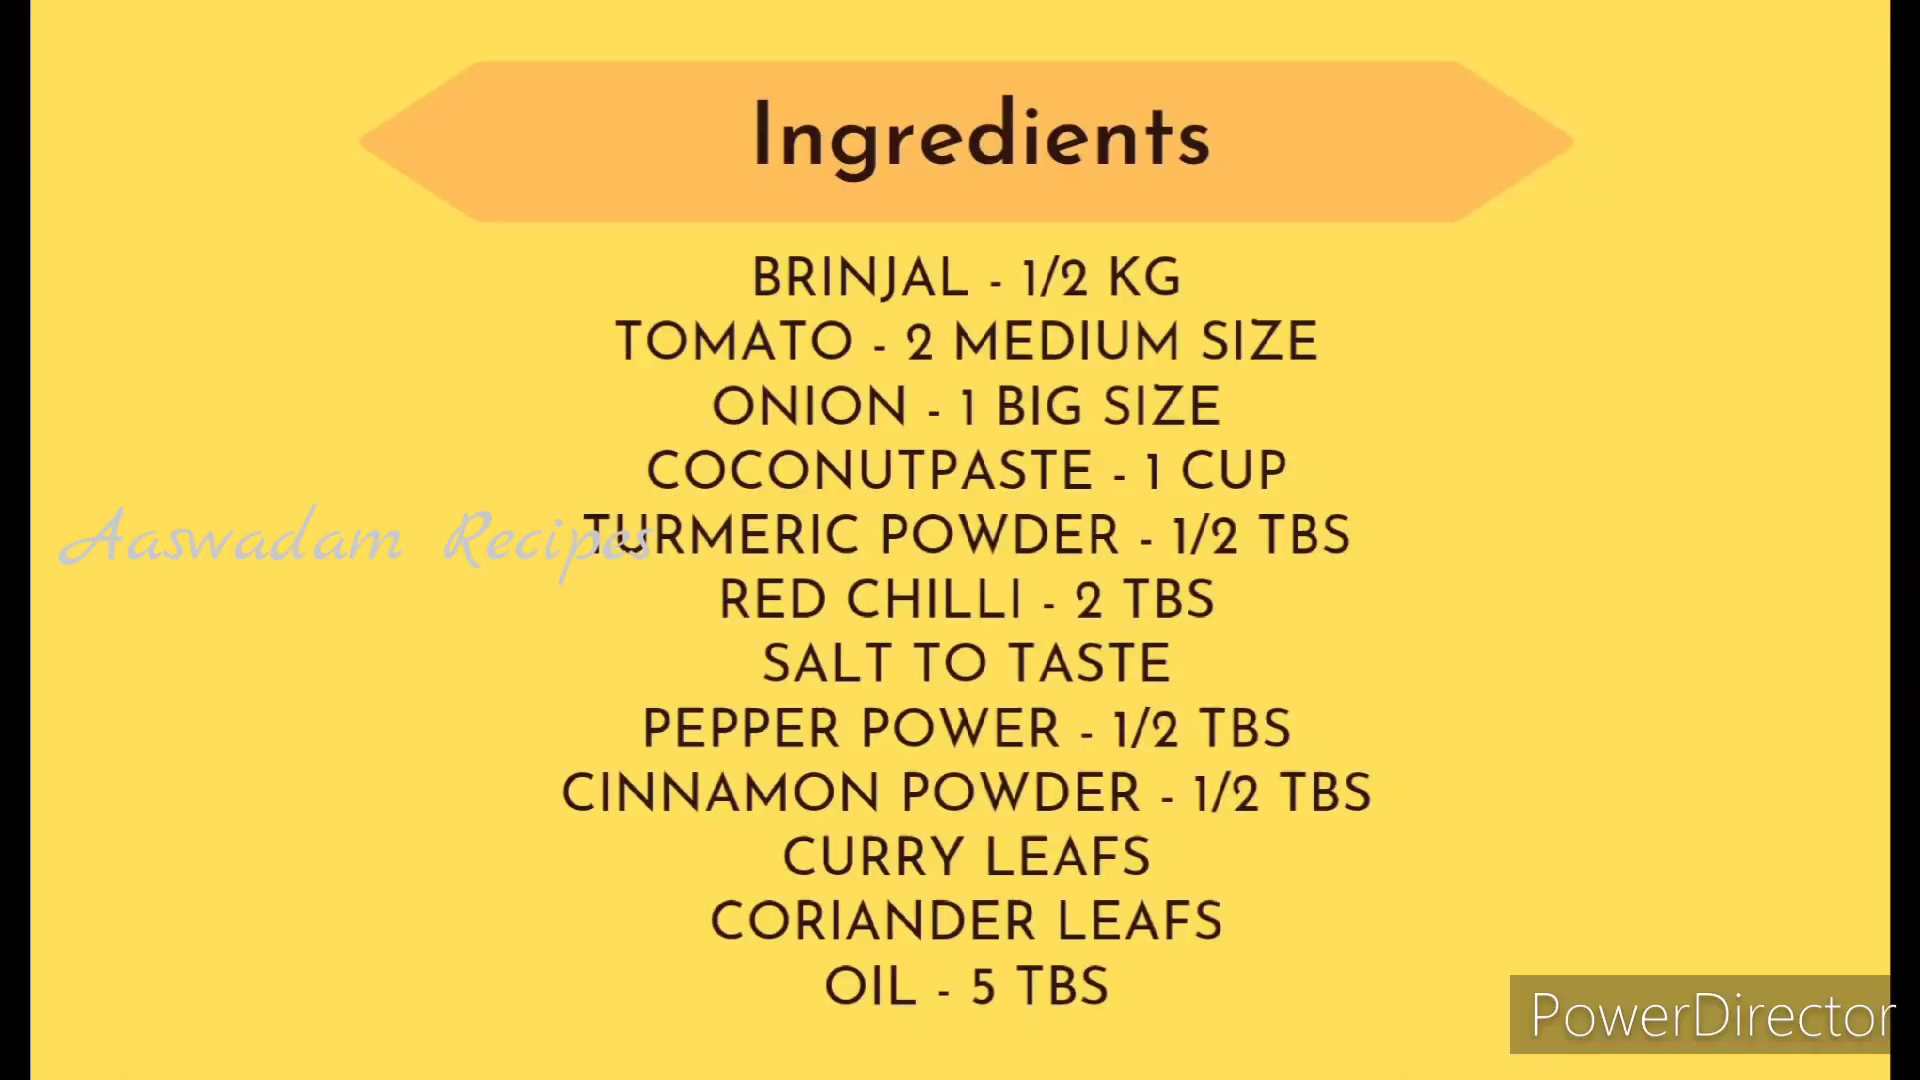 Ingredients
BRINJAL - 1/2 KG
TOMATO - 2 MEDIUM SIZE
ONION - 1 BIG SIZE
COCONUTPASTE - 1 CUP
Aaswadam Recipes
TURMERIC POWDER - 1/2 TBS
RED CHILLI - 2 TBS
SALT TO TASTE
PEPPER POWER - 1/2 TBS
CINNAMON POWDER - 1/2 TBS
CURRY LEAFS
CORIANDER LEAFS
OIL - 5 TBS
PowerDirector